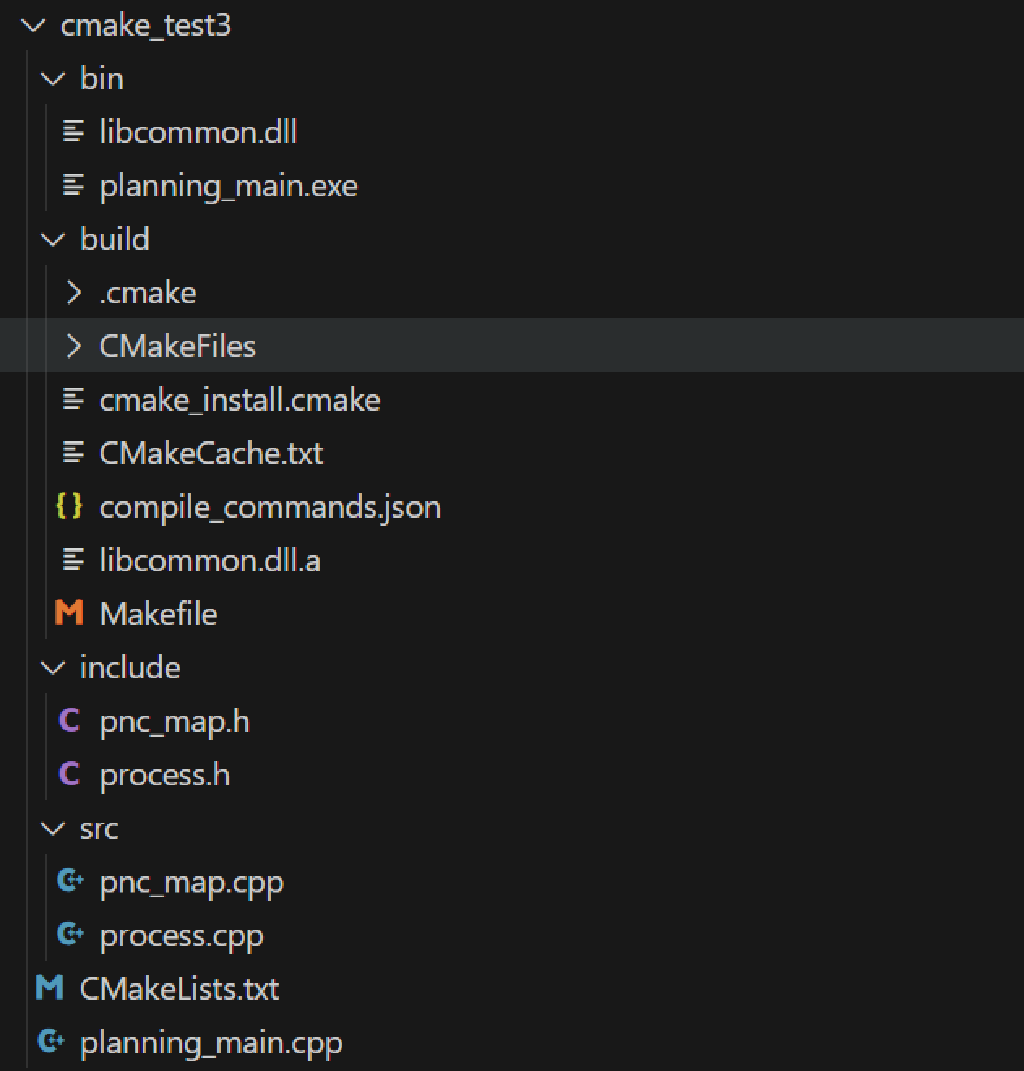 cmake_test3
bin
libcommon.dll
planning_main.exe
build
.cmake
CMakeFiles
cmake_install.cmake
CMakeCache.txt
{} compile_commands.json
libcommon.dll.a
M Makefile
include
C pnc_map.h
C process.h
src
C++ pnc_map.cpp
C++ process.cpp
M CMakeLists.txt
C++ planning_main.cpp